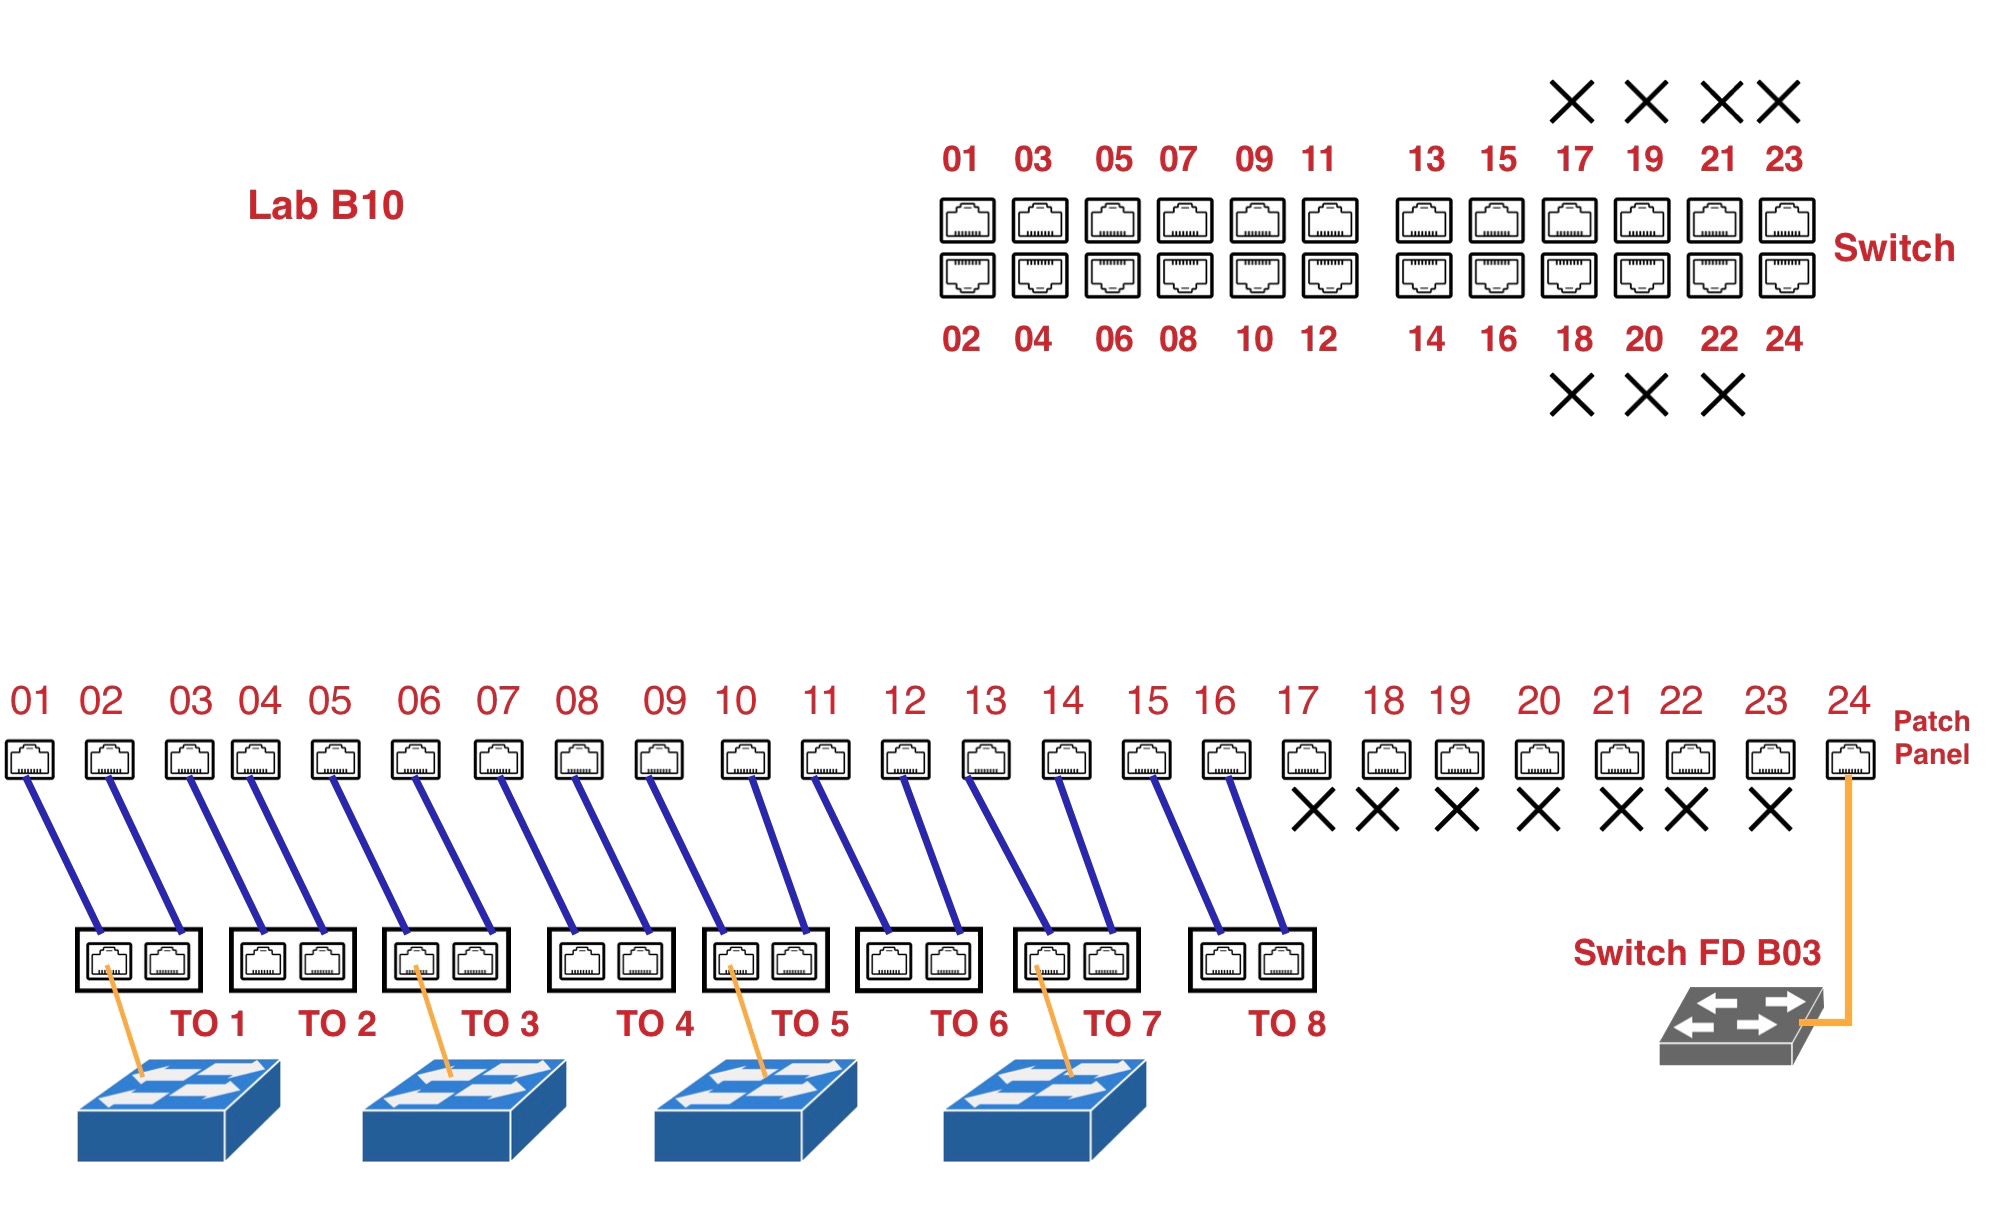 Lab B10
01 03 05 07 09 11 13 15 17 19 21 23
Switch
02 04 06 08 10 12 14 16 18 20 22 24
01 02 03 04 05 06 07 08 09 10 11 12 13 14 15 16 17 18 19 20 21 22 23 24
Patch
Panel
Switch FD B03
TO 1 TO 2 TO 3 TO 4 TO 5 TO 6 TO 7 TO 8